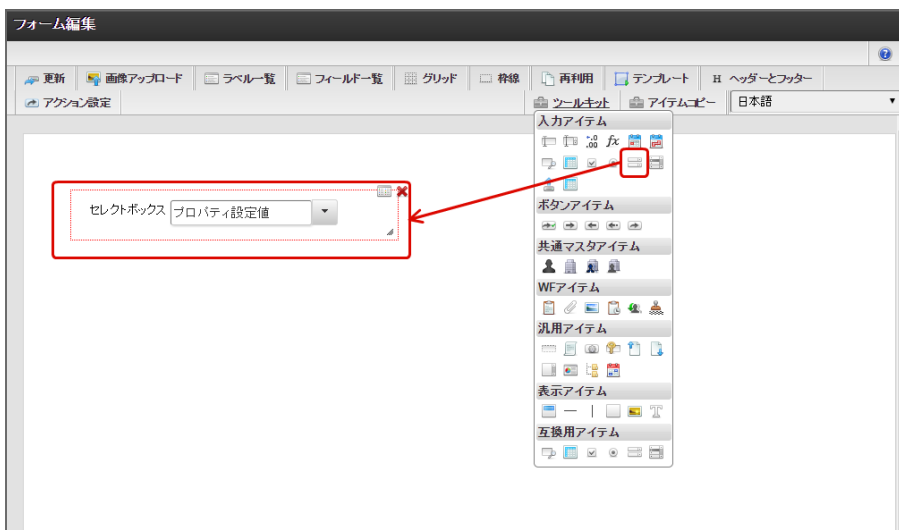 フォーム編集
更新 画像アップロード ラベル一覧 フィールド一覧 グリッド 枠線 再利用 テンプレート H ヘッダーとフッター
アクション設定 ツールキット アイテムコピー 日本語
入力アイテム
fx
セレクトボックス プロパティ設定値
ボタンアイテム
共通マスタアイテム
WFアイテム
汎用アイテム
表示アイテム
T
互換用アイテム